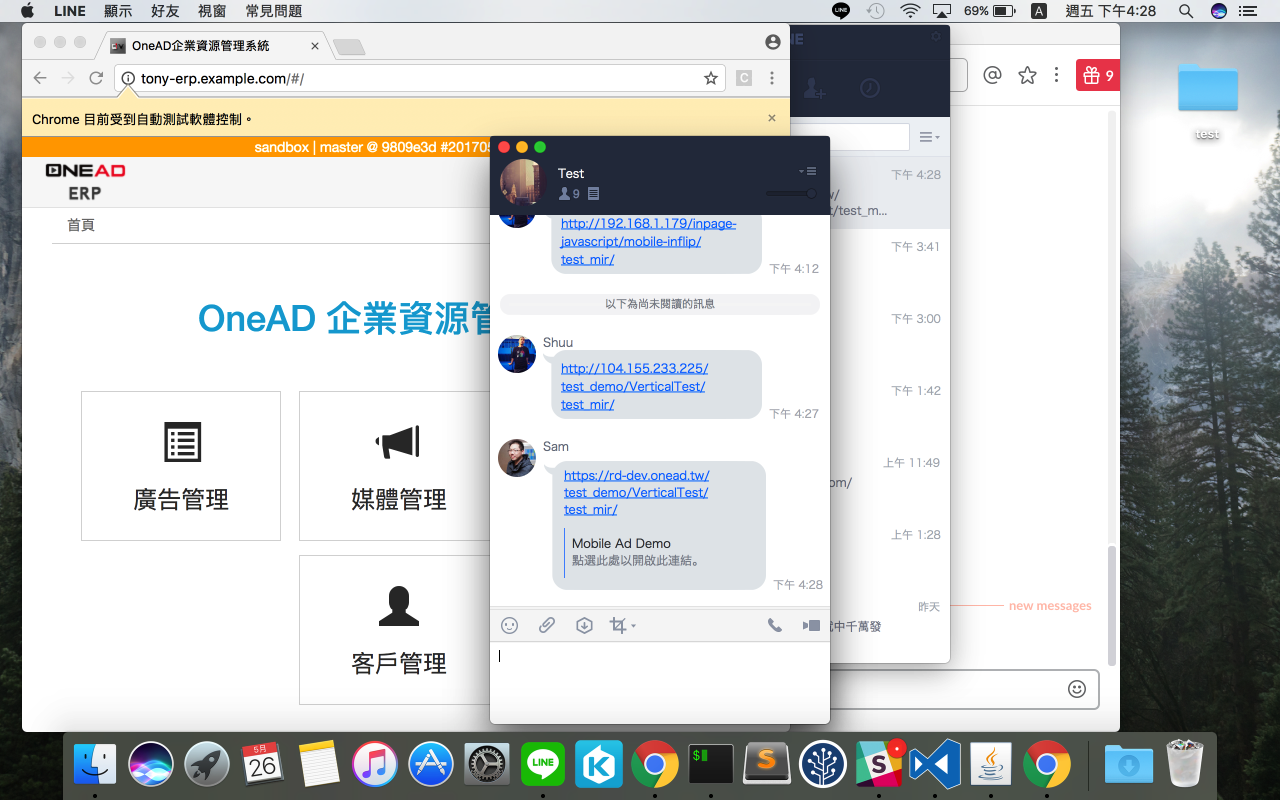 LINE 顯示 好友 視窗 常見問題
LINE 69% A 週五 下午4:28
OneAD企業資源管理系統
tony-erp.example.com/#/
C
Chrome 目前受到自動測試軟體控制。
sandbox | master @ 9809e3d #201705
ONEAD
ERP
首頁
OneAD 企業資源管
廣告管理
媒體管理
客戶管理
Test
9
http://192.168.1.179/inpage-
javascript/mobile-inflip/
test_mir/
下午 4:12
以下為尚未閱讀的訊息
Shuu
http://104.155.233.225/
test_demo/VerticalTest/
test_mir/
下午 4:27
Sam
https://rd-dev.onead.tw/
test_demo/VerticalTest/
test_mir/
Mobile Ad Demo
點選此處以開啟此連結。
下午 4:28
NE
下午 4:28
/
t/test_m...
下午 3:41
下午 3:00
下午 1:42
上午 11:49
om/
上午 1:28
昨天
中千萬發
@
9
new messages
test
5月
26
LINE
K
$
S
S